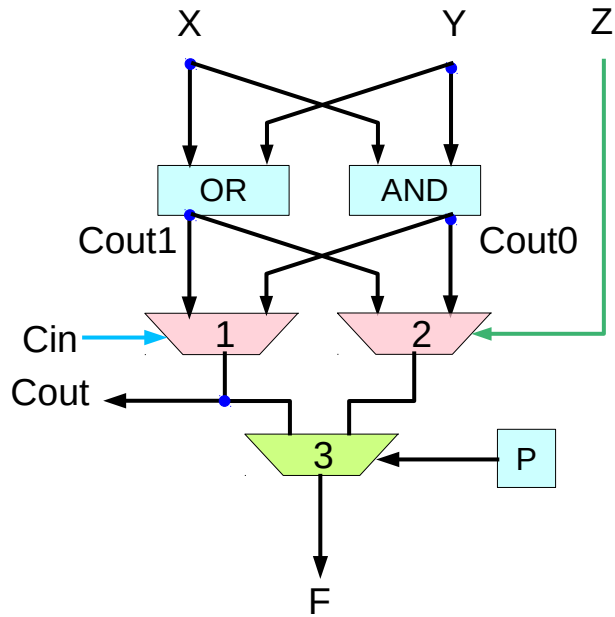 X Y Z
OR AND
Cout1 Cout0
Cin 1 2
Cout
3 P
F